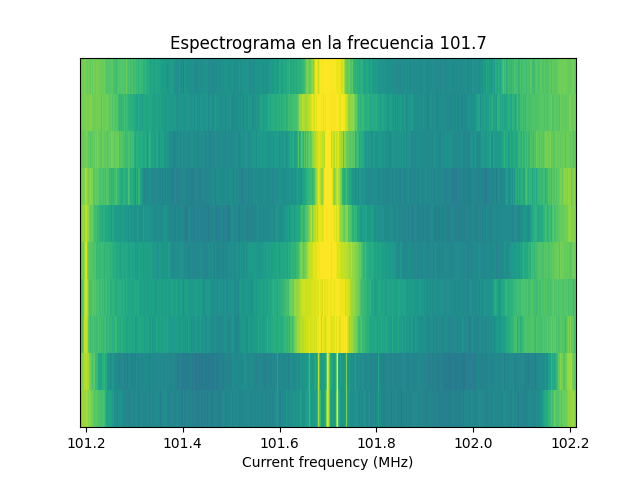 Espectrograma en la frecuencia 101.7
101.2 101.4 101.6 101.8 102.0 102.2
Current frequency (MHz)